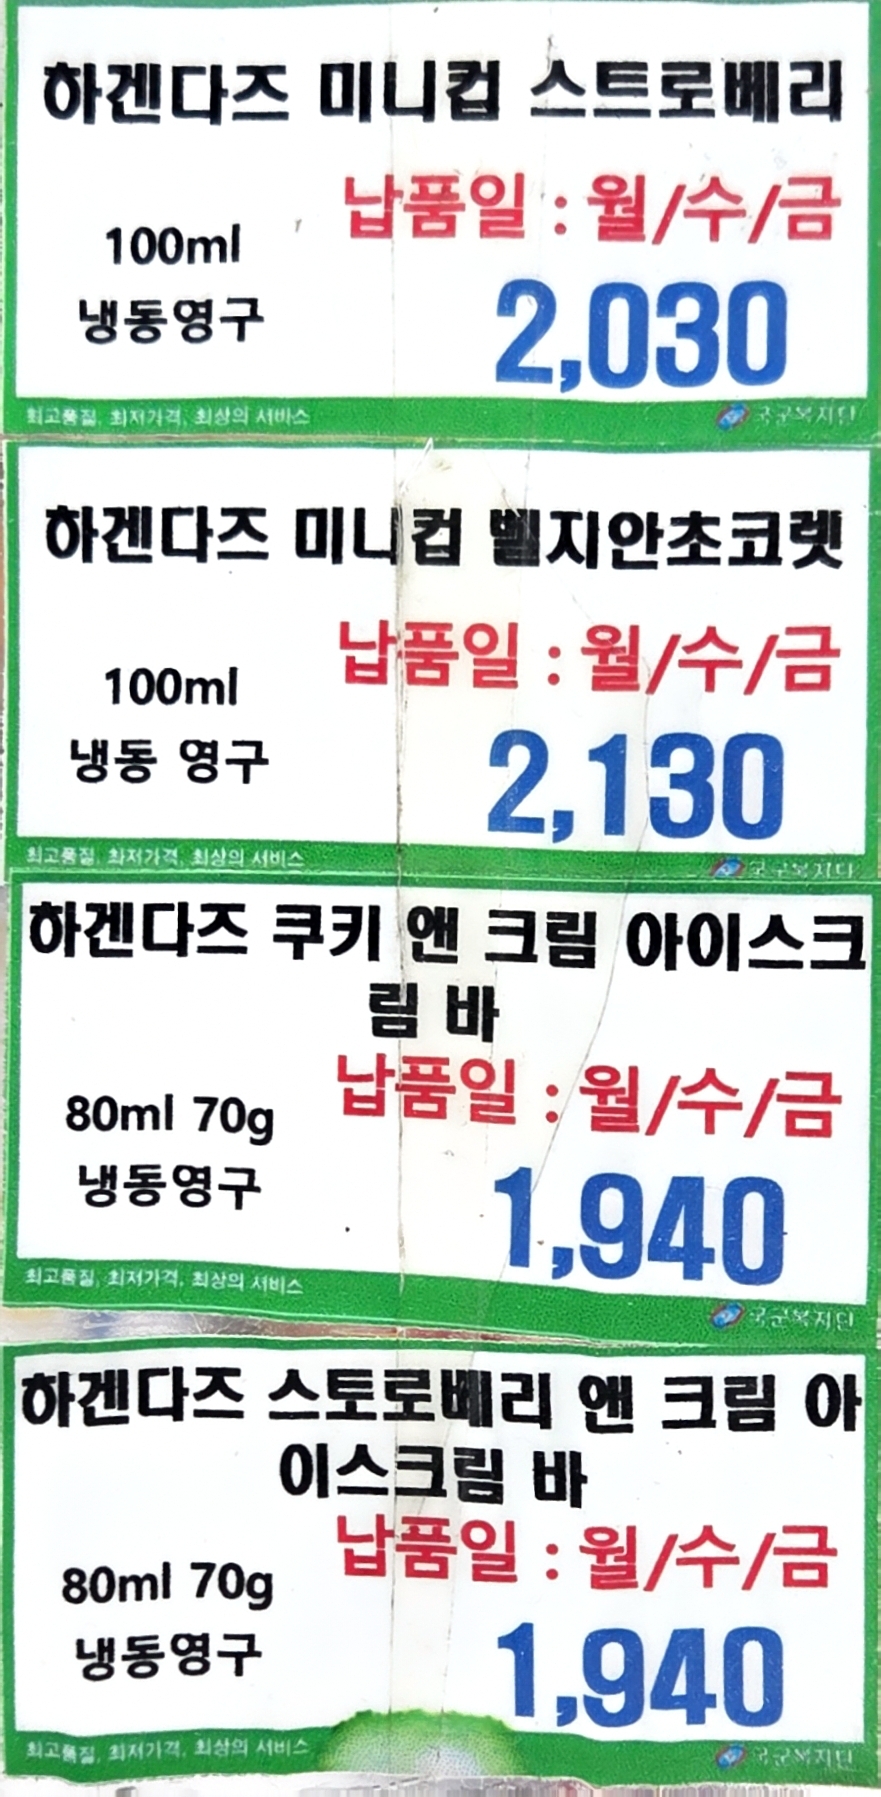 하겐다즈 미니컵 스트로베리
납품일 : 월/수/금
100ml
냉동영구
2,030
최고품질, 최저가격, 최상의 서비스
국군복지단
하겐다즈 미니컵 벨지안초코렛
납품일 : 월/수/금
100ml
냉동 영구
2,130
최고품질, 최저가격, 최상의 서비스
국군복지단
하겐다즈 쿠키 앤 크림 아이스크
림 바
납품일 : 월/수/금
80ml 70g
냉동영구
1,940
최고품질, 최저가격, 최상의 서비스
국군복지단
하겐다즈 스토로베리 앤 크림 아
이스크림 바
납품일 : 월/수/금
80ml 70g
냉동영구
1,940
최고품질, 최저가격, 최상의 서비스
국군복지단